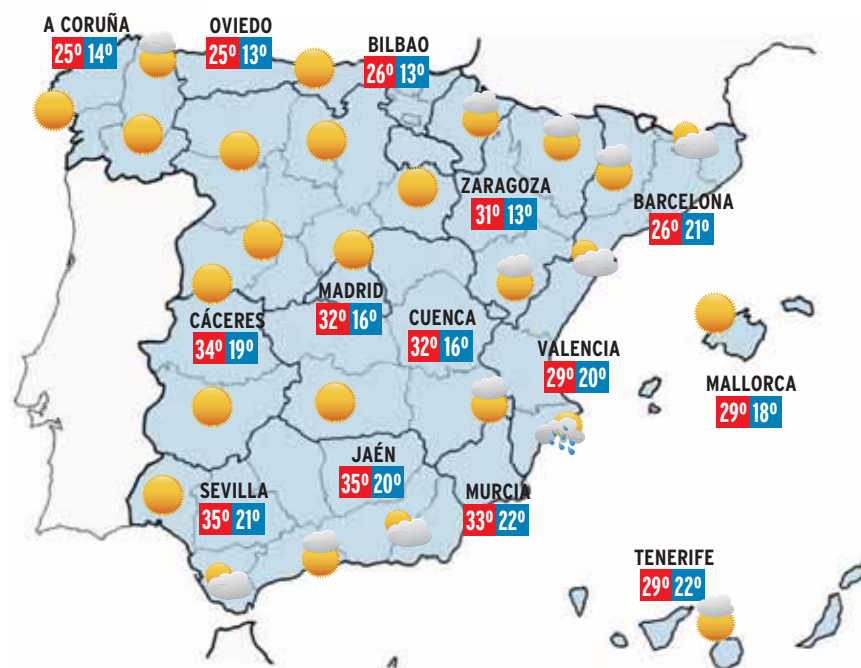 A CORUÑA
25º 14º
OVIEDO
25º 13º
BILBAO
26º 13º
ZARAGOZA
31º 13º
BARCELONA
26º 21º
MADRID
32º 16º
CÁCERES
34º 19º
CUENCA
32º 16º
VALENCIA
29º 20º
MALLORCA
29º 18º
JAÉN
35º 20º
SEVILLA
35º 21º
MURCIA
33º 22º
TENERIFE
29º 22º